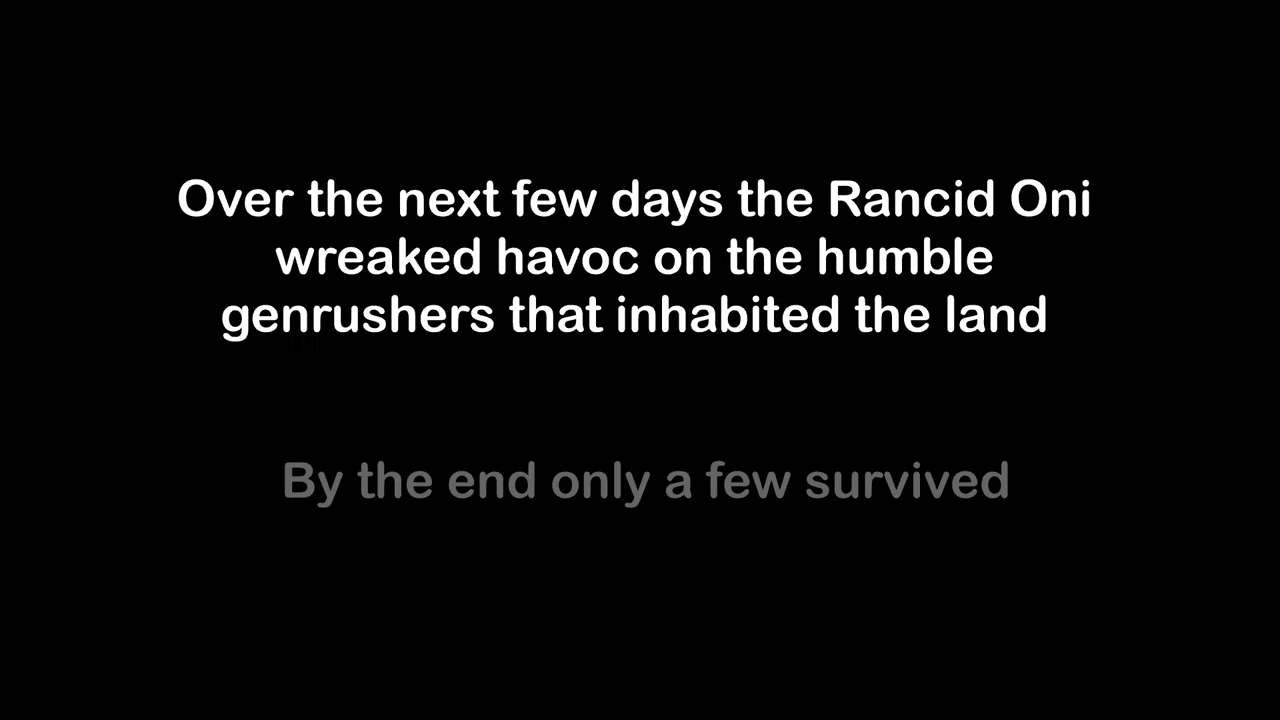 Over the next few days the Rancid Oni
wreaked havoc on the humble
genrushers that inhabited the land
By the end only a few survived